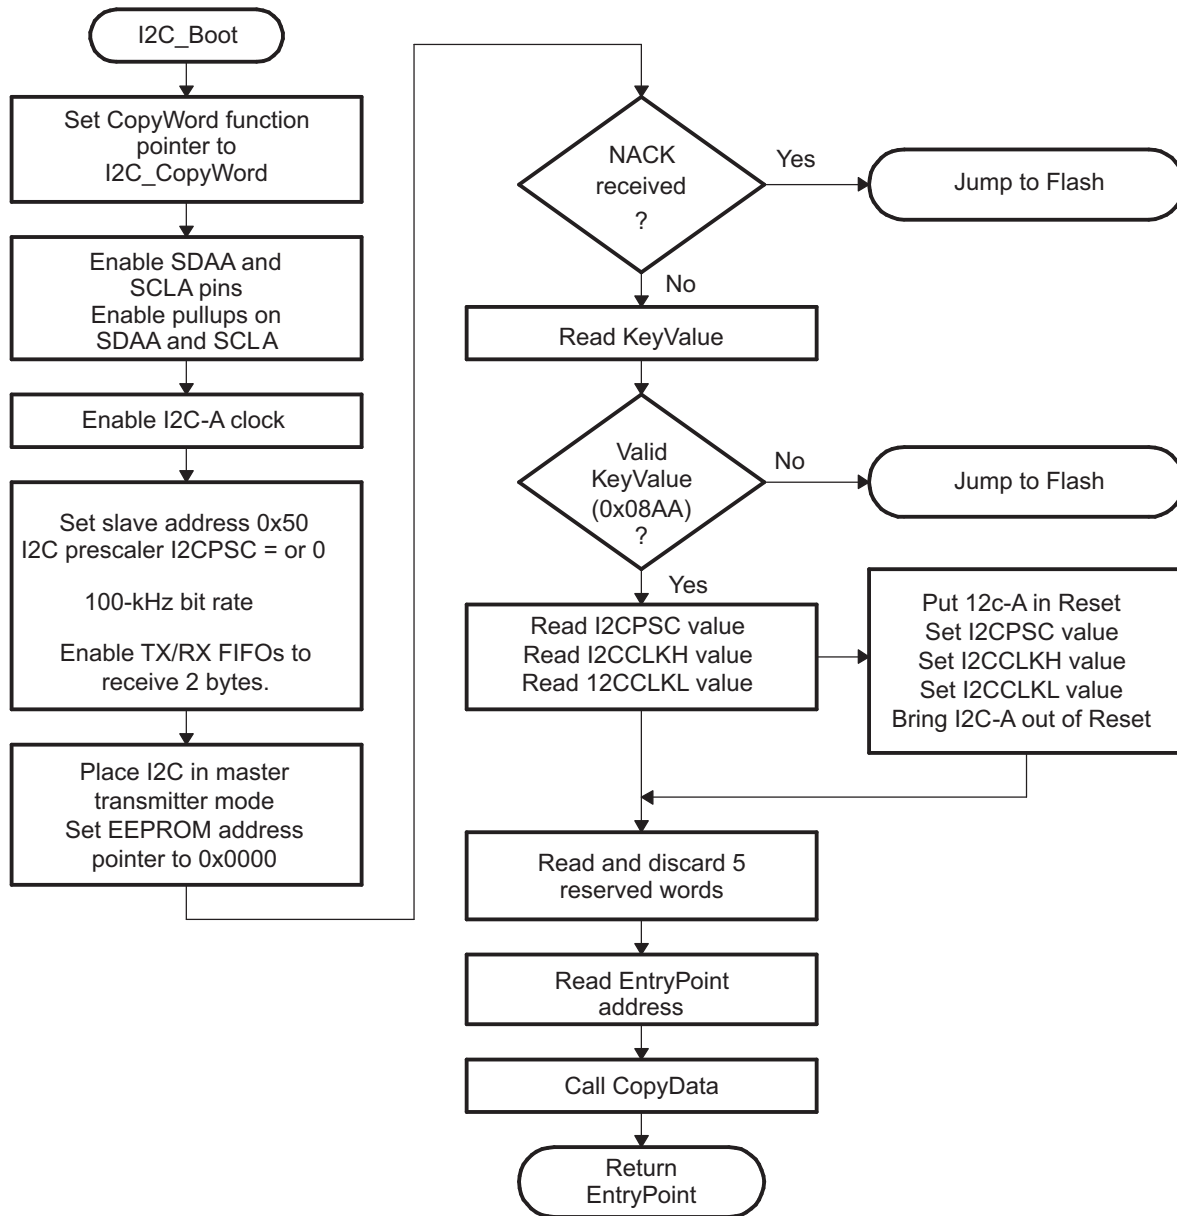 I2C_Boot
Set CopyWord function
pointer to
I2C_CopyWord
Enable SDAA and
SCLA pins
Enable pullups on
SDAA and SCLA
Enable I2C-A clock
Set slave address 0x50
I2C prescaler I2CPSC = or 0
100-kHz bit rate
Enable TX/RX FIFOs to
receive 2 bytes.
Place I2C in master
transmitter mode
Set EEPROM address
pointer to 0x0000
NACK
received
?
Yes
Jump to Flash
No
Read KeyValue
Valid
KeyValue
(0x08AA)
?
No
Jump to Flash
Yes
Read I2CPSC value
Read I2CCLKH value
Read 12CCLKL value
Put 12c-A in Reset
Set I2CPSC value
Set I2CCLKH value
Set I2CCLKL value
Bring I2C-A out of Reset
Read and discard 5
reserved words
Read EntryPoint
address
Call CopyData
Return
EntryPoint